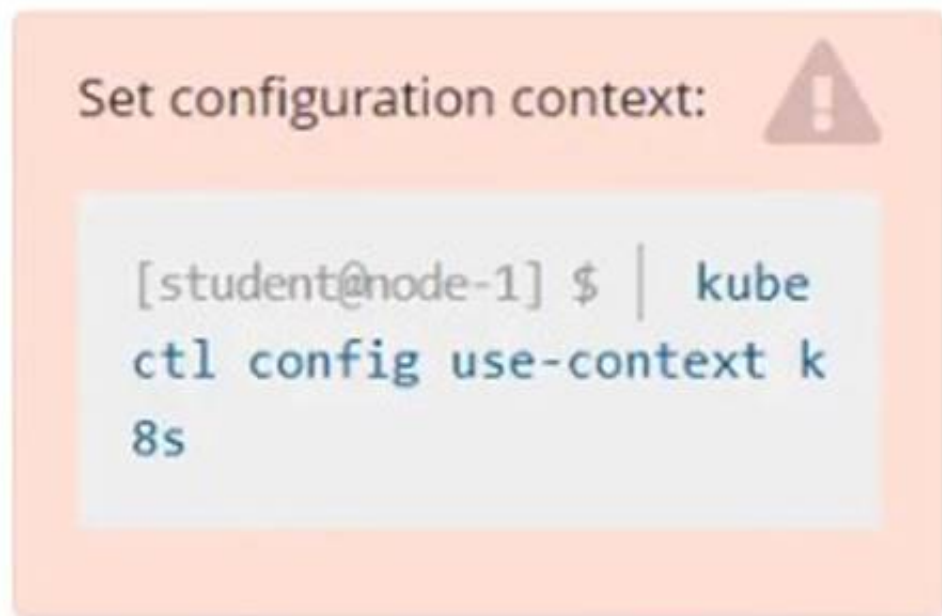 Set configuration context:
[student@node-1] $ | kube
ctl config use-context k
8s